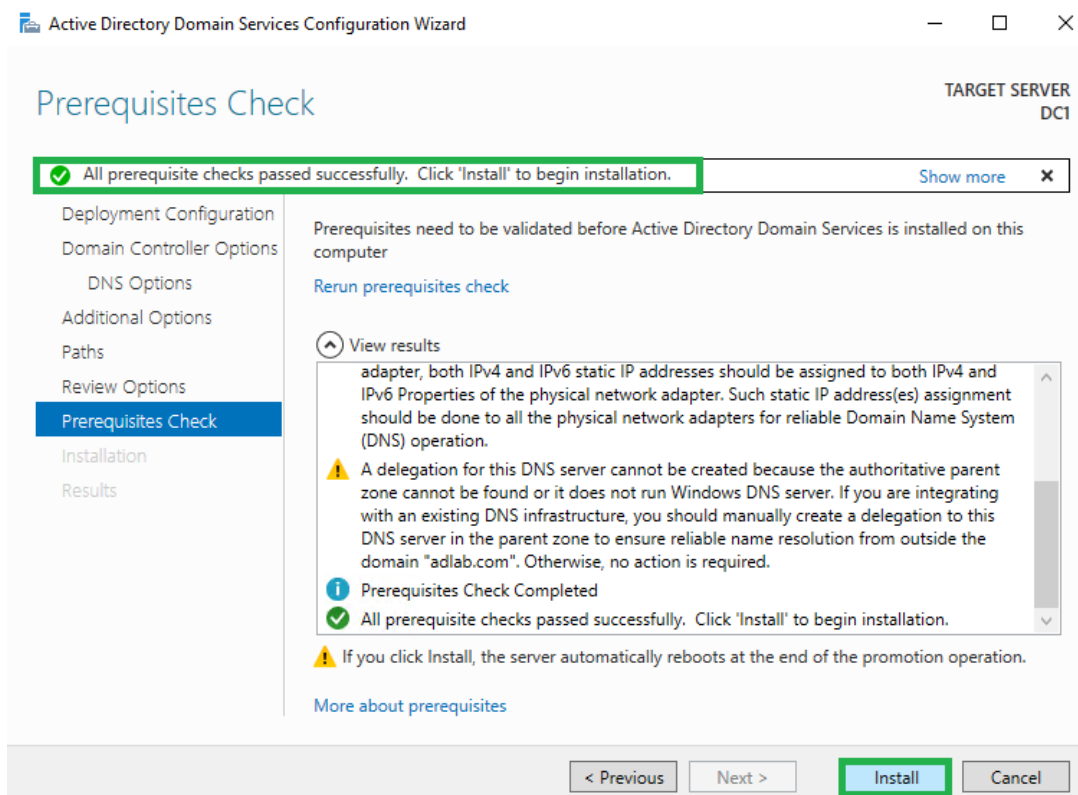 Active Directory Domain Services Configuration Wizard
Prerequisites Check
TARGET SERVER
DC1
All prerequisite checks passed successfully.  Click 'Install' to begin installation.
Show more
Deployment Configuration
Domain Controller Options
DNS Options
Additional Options
Paths
Review Options
Prerequisites Check
Installation
Results
Prerequisites need to be validated before Active Directory Domain Services is installed on this
computer
Rerun prerequisites check
View results
adapter, both IPv4 and IPv6 static IP addresses should be assigned to both IPv4 and
IPv6 Properties of the physical network adapter. Such static IP address(es) assignment
should be done to all the physical network adapters for reliable Domain Name System
(DNS) operation.
A delegation for this DNS server cannot be created because the authoritative parent
zone cannot be found or it does not run Windows DNS server. If you are integrating
with an existing DNS infrastructure, you should manually create a delegation to this
DNS server in the parent zone to ensure reliable name resolution from outside the
domain "adlab.com". Otherwise, no action is required.
Prerequisites Check Completed
All prerequisite checks passed successfully.  Click 'Install' to begin installation.
If you click Install, the server automatically reboots at the end of the promotion operation.
More about prerequisites
< Previous
Next >
Install
Cancel